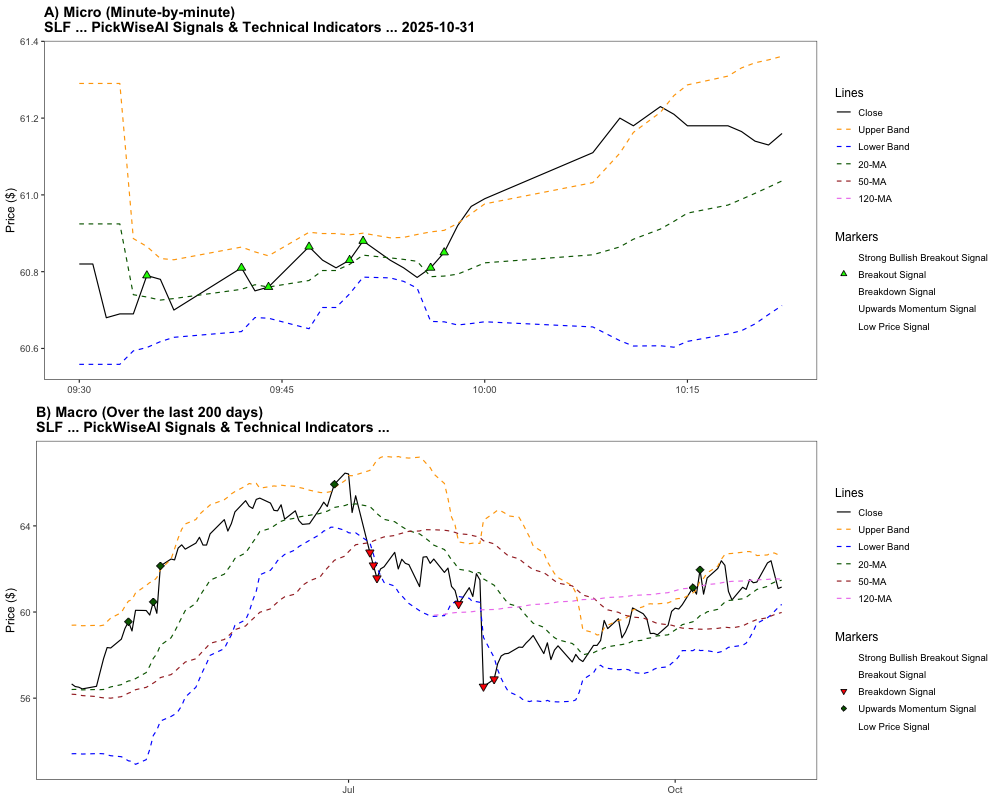 A) Micro (Minute-by-minute)
SLF ... PickWiseAI Signals & Technical Indicators ... 2025-10-31
61.4
61.2
61.0
60.8
60.6
Price ($)
09:30
09:45
10:00
10:15
Lines
Close
Upper Band
Lower Band
20-MA
50-MA
120-MA
Markers
Strong Bullish Breakout Signal
Breakout Signal
Breakdown Signal
Upwards Momentum Signal
Low Price Signal
B) Macro (Over the last 200 days)
SLF ... PickWiseAI Signals & Technical Indicators ...
64
60
56
Price ($)
Jul
Oct
Lines
Close
Upper Band
Lower Band
20-MA
50-MA
120-MA
Markers
Strong Bullish Breakout Signal
Breakout Signal
Breakdown Signal
Upwards Momentum Signal
Low Price Signal